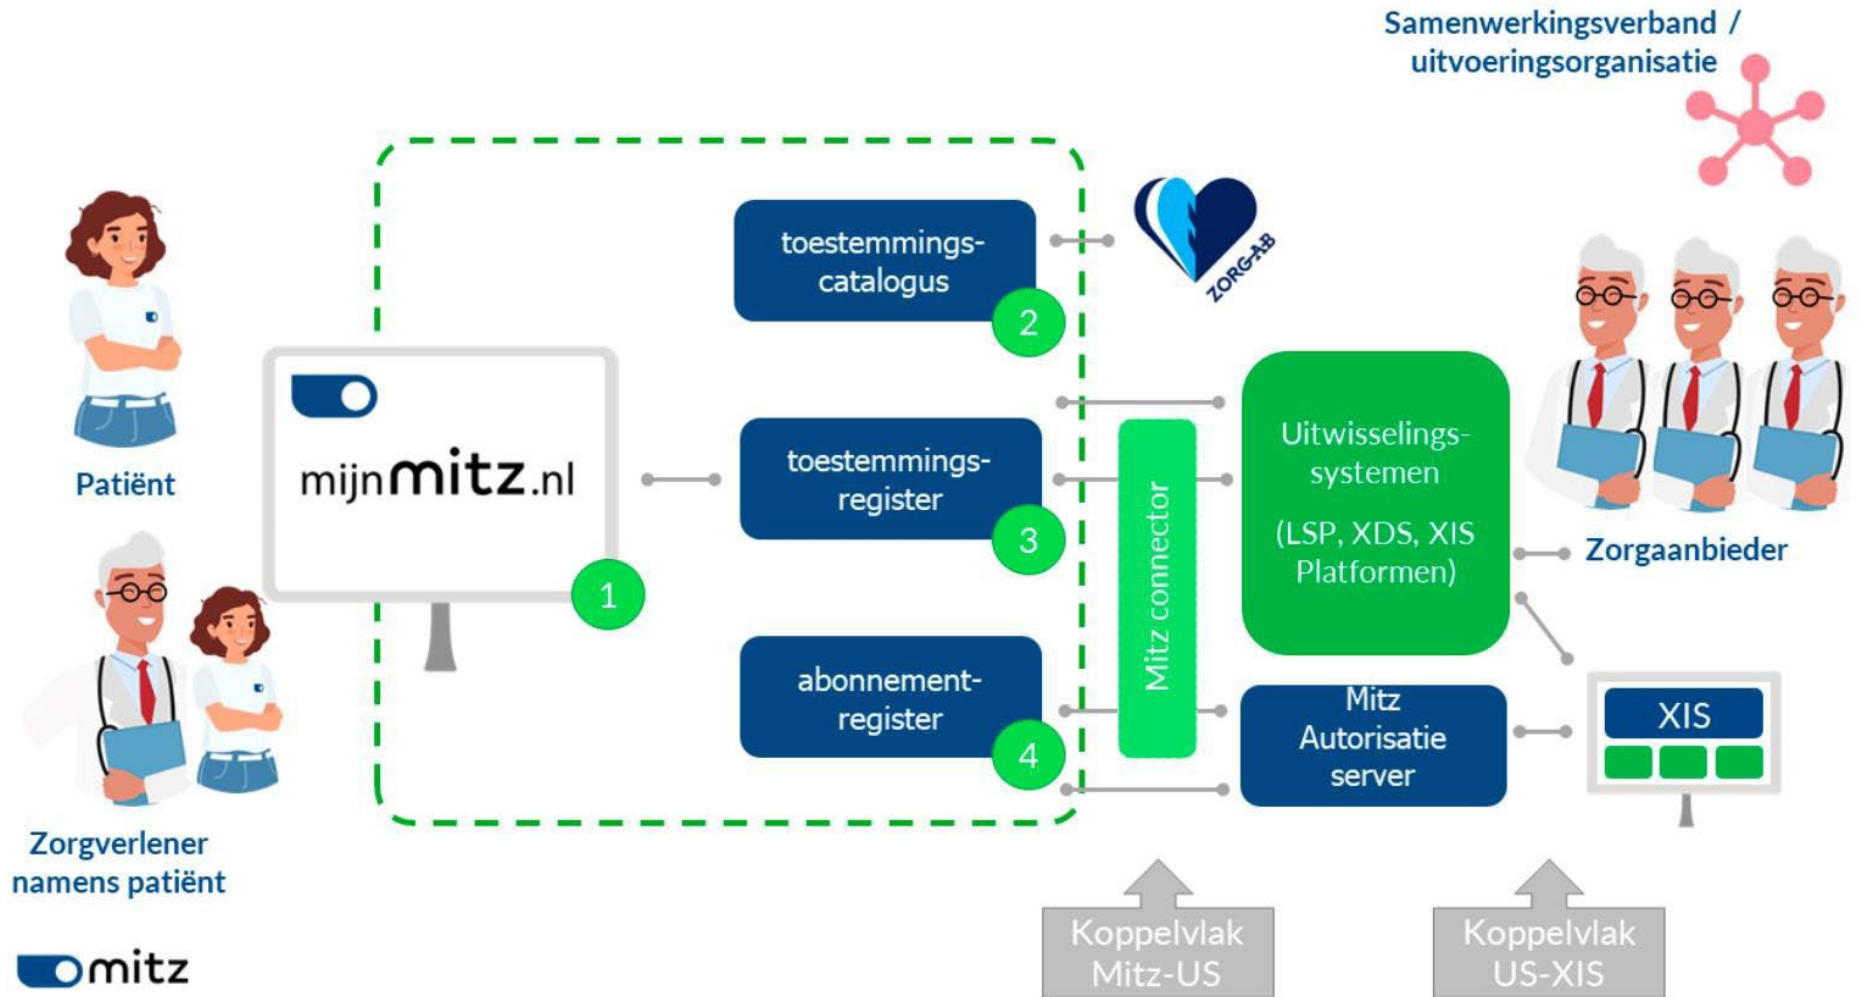 Samenwerkingsverband /
uitvoeringsorganisatie
toestemmings-
catalogus
2
ZORG-AB
Patiënt
mijnmitz.nl
1
toestemmings-
register
3
Mitz connector
Uitwisselings-
systemen
(LSP, XDS, XIS
Platformen)
Zorgaanbieder
abonnement-
register
4
Mitz
Autorisatie
server
XIS
Zorgverlener
namens patiënt
Koppelvlak
Mitz-US
Koppelvlak
US-XIS
mitz